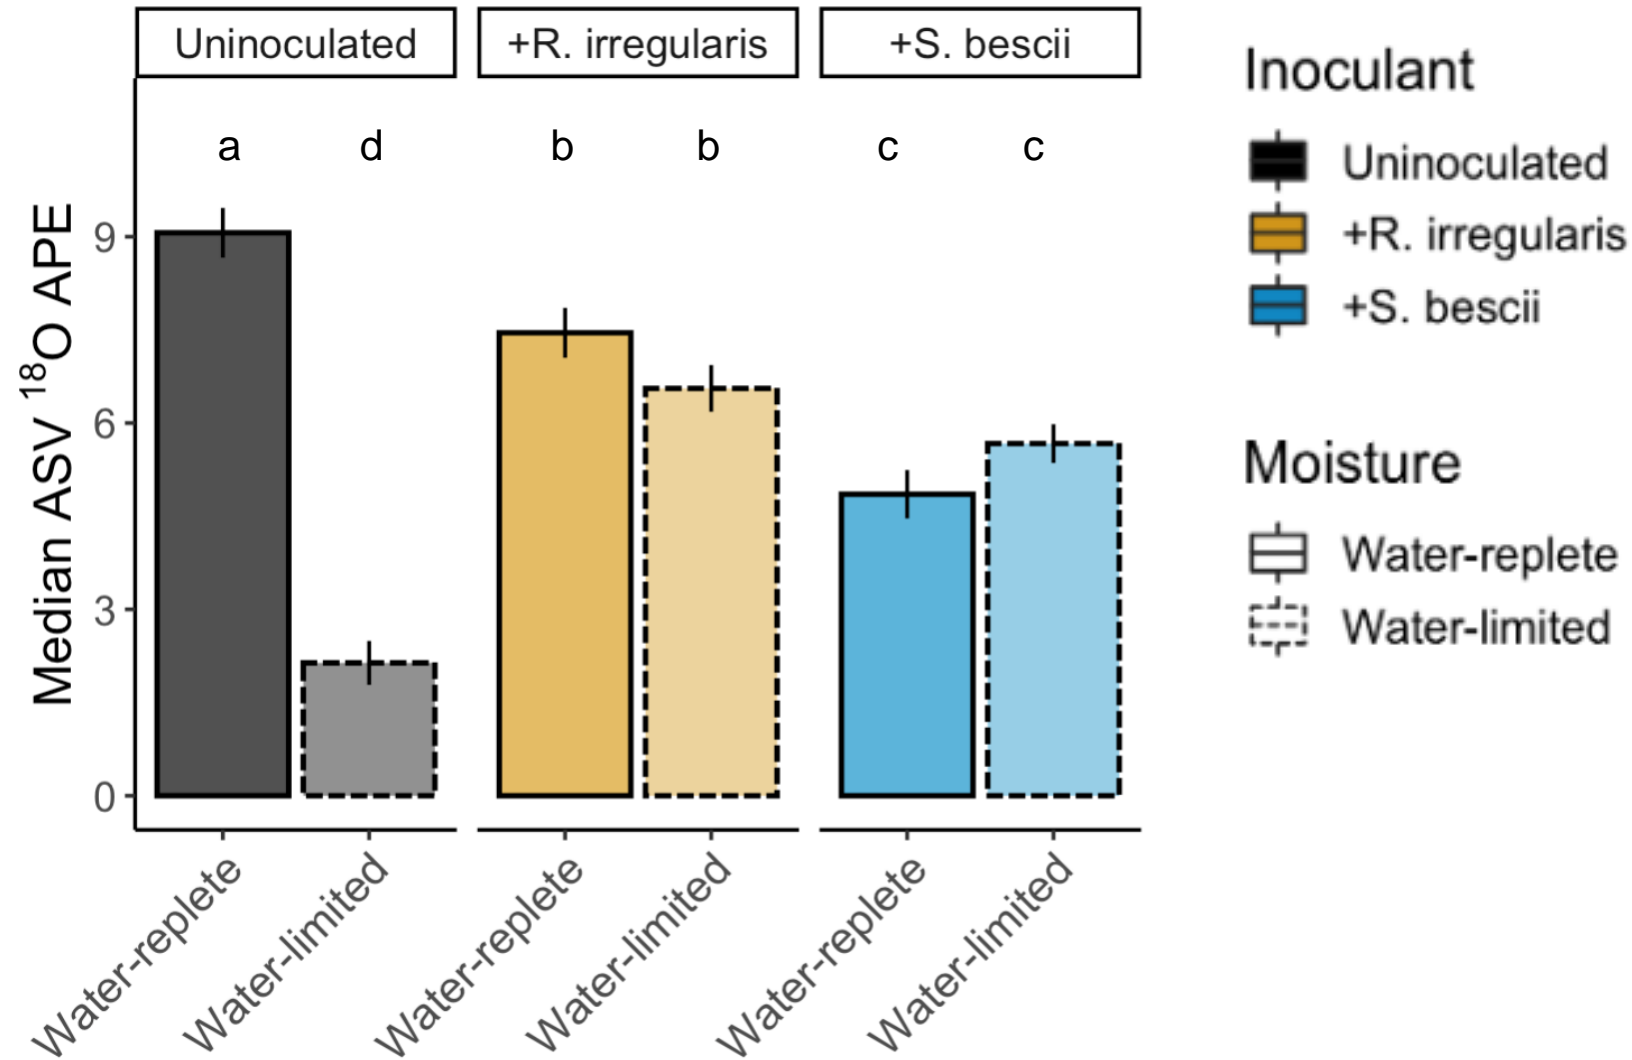 Uninoculated
+R. irregularis
+S. bescii
a
d
b
b
c
c
Median ASV ¹⁸O APE
9
6
3
0
Water-replete
Water-limited
Water-replete
Water-limited
Water-replete
Water-limited
Inoculant
Uninoculated
+R. irregularis
+S. bescii
Moisture
Water-replete
Water-limited